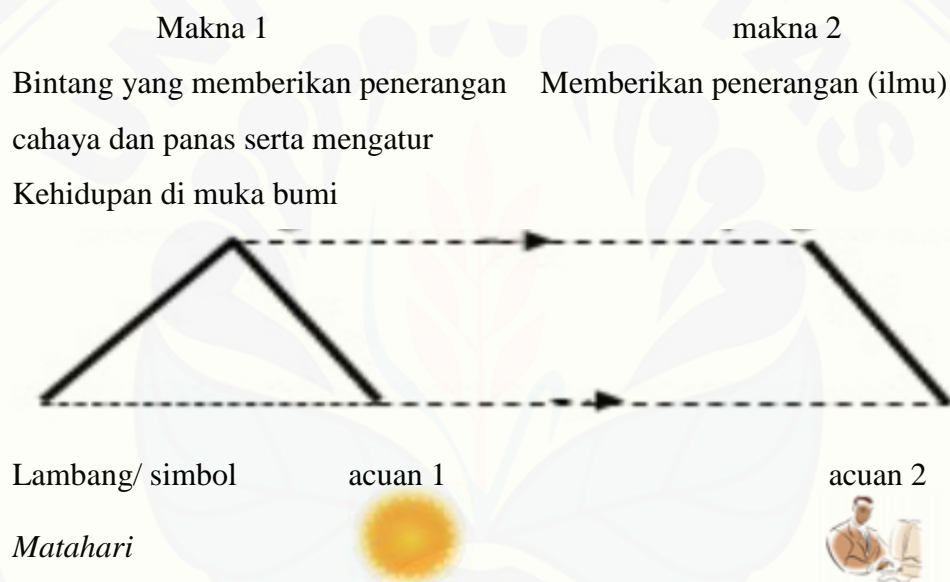 Makna 1 makna 2
Bintang yang memberikan penerangan Memberikan penerangan (ilmu)
cahaya dan panas serta mengatur
Kehidupan di muka bumi
Lambang/ simbol acuan 1 acuan 2
Matahari